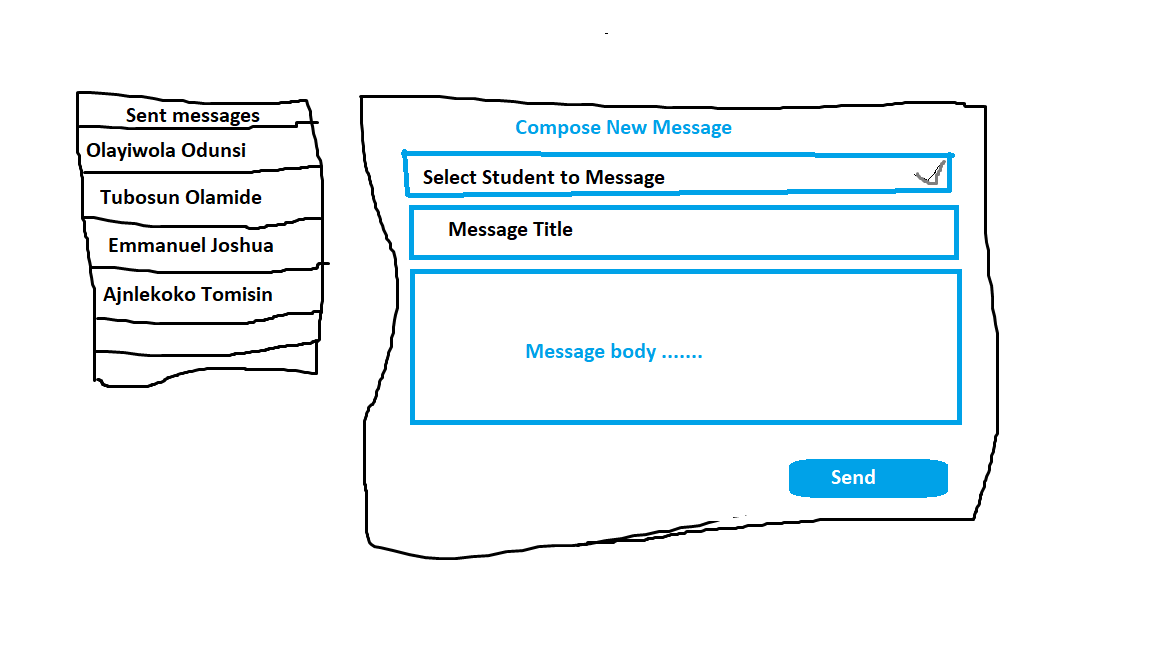 Sent messages
Olayiwola Odunsi
Tubosun Olamide
Emmanuel Joshua
Ajnlekoko Tomisin
Compose New Message
Select Student to Message
Message Title
Message body .......
Send